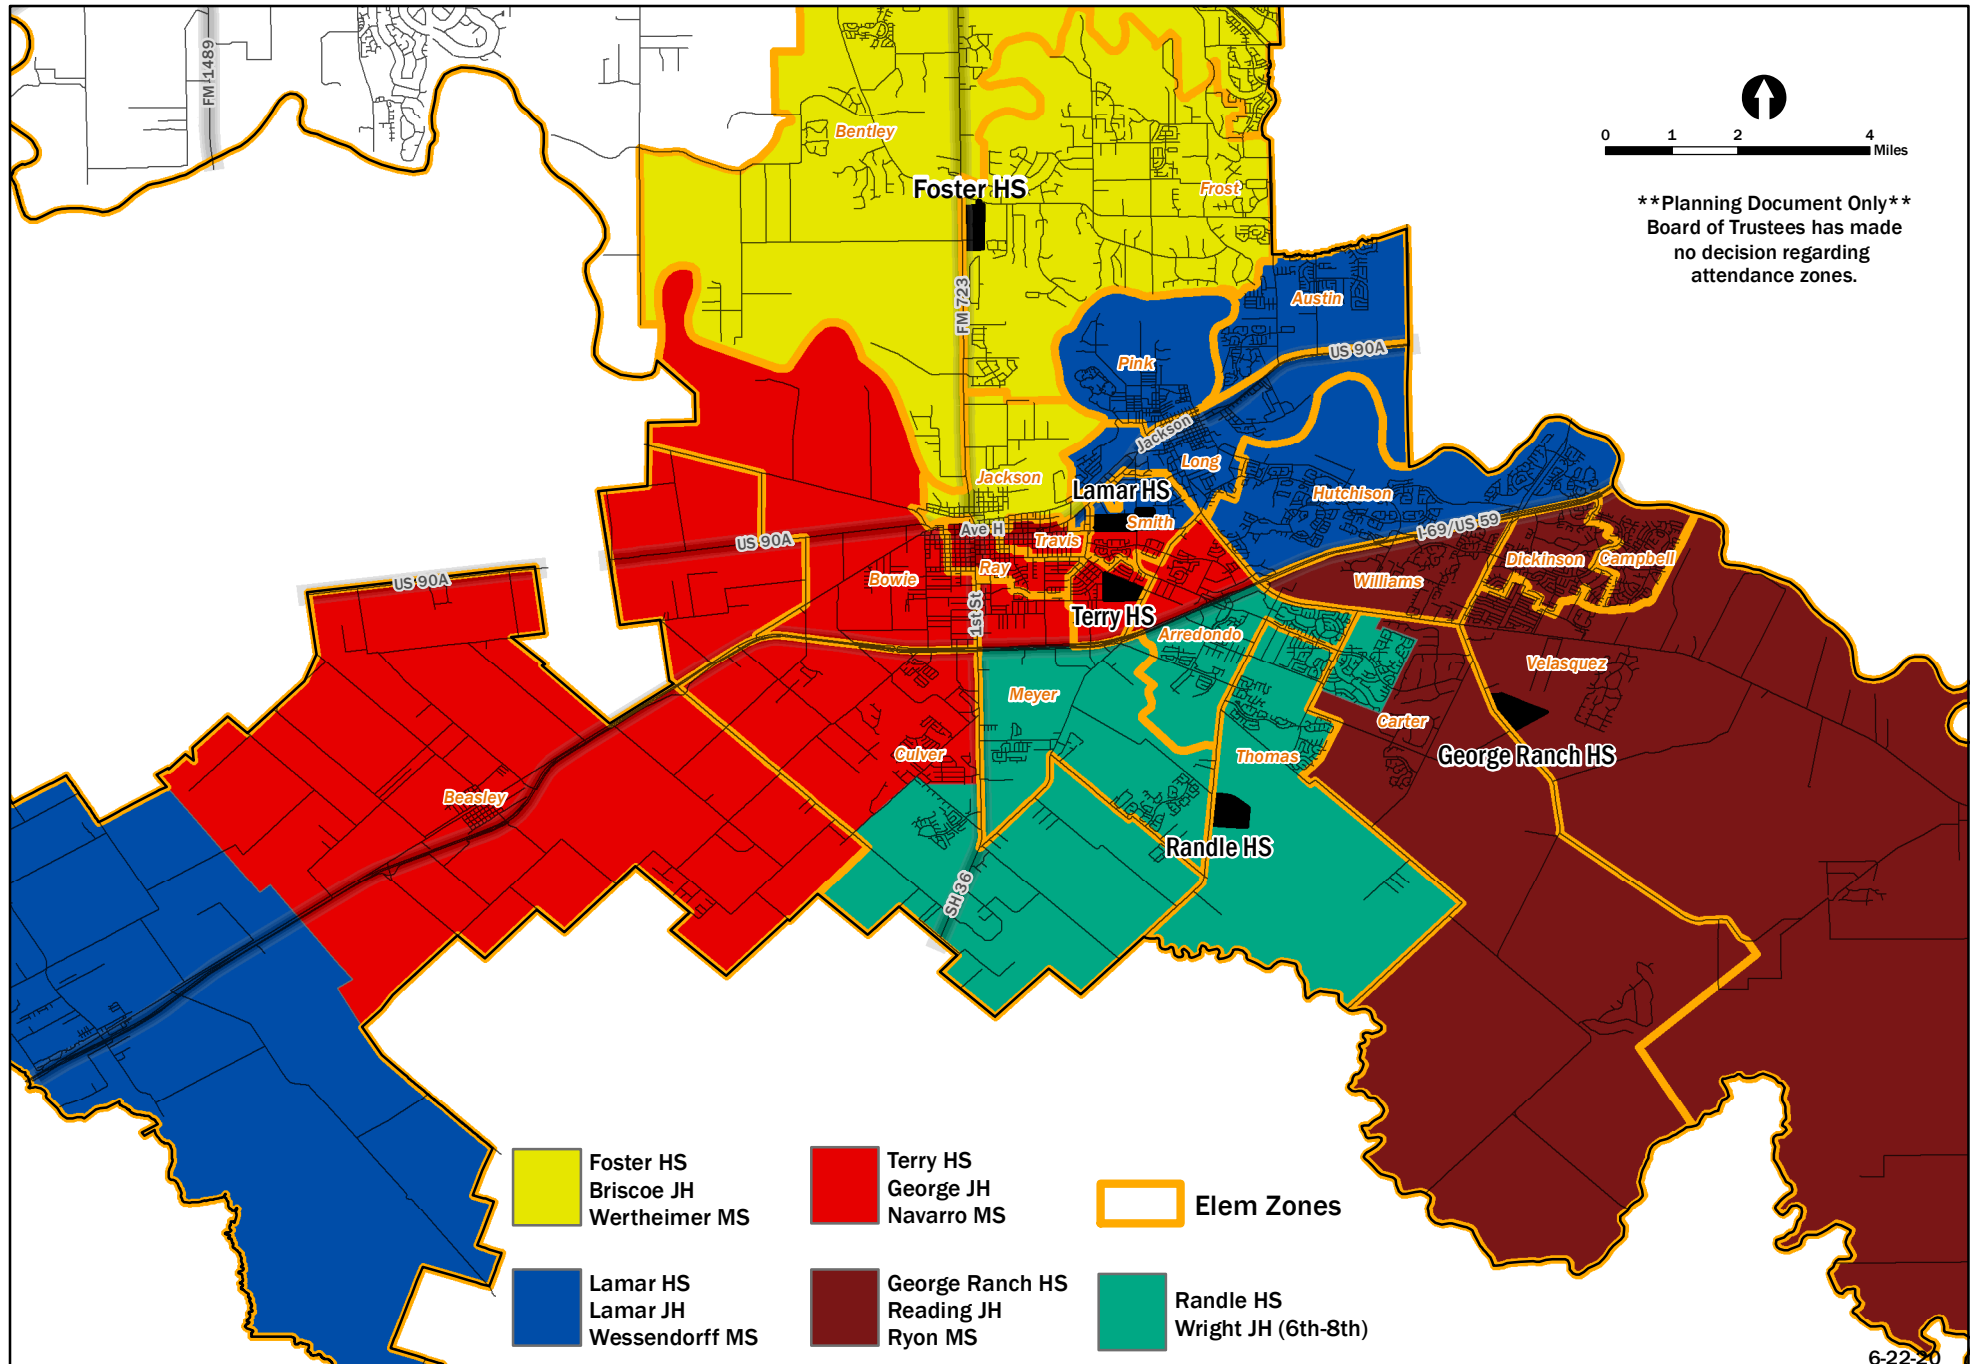 FM 1489
Bentley
Foster HS
Frost
0 1 2 4
Miles
**Planning Document Only**
Board of Trustees has made
no decision regarding
attendance zones.
FM 723
Austin
US 90A
Pink
Jackson
Long
Jackson
Lamar HS
Hutchison
Smith
Ave H
I-69/US 59
US 90A
Travis
Dickinson
Campbell
Ray
Bowie
Williams
US 90A
1st St
Terry HS
Arredondo
Velasquez
Meyer
Carter
Culver
Thomas
George Ranch HS
Beasley
Randle HS
SH 36
Foster HS
Briscoe JH
Wertheimer MS
Terry HS
George JH
Navarro MS
Elem Zones
Lamar HS
Lamar JH
Wessendorff MS
George Ranch HS
Reading JH
Ryon MS
Randle HS
Wright JH (6th-8th)
6-22-20